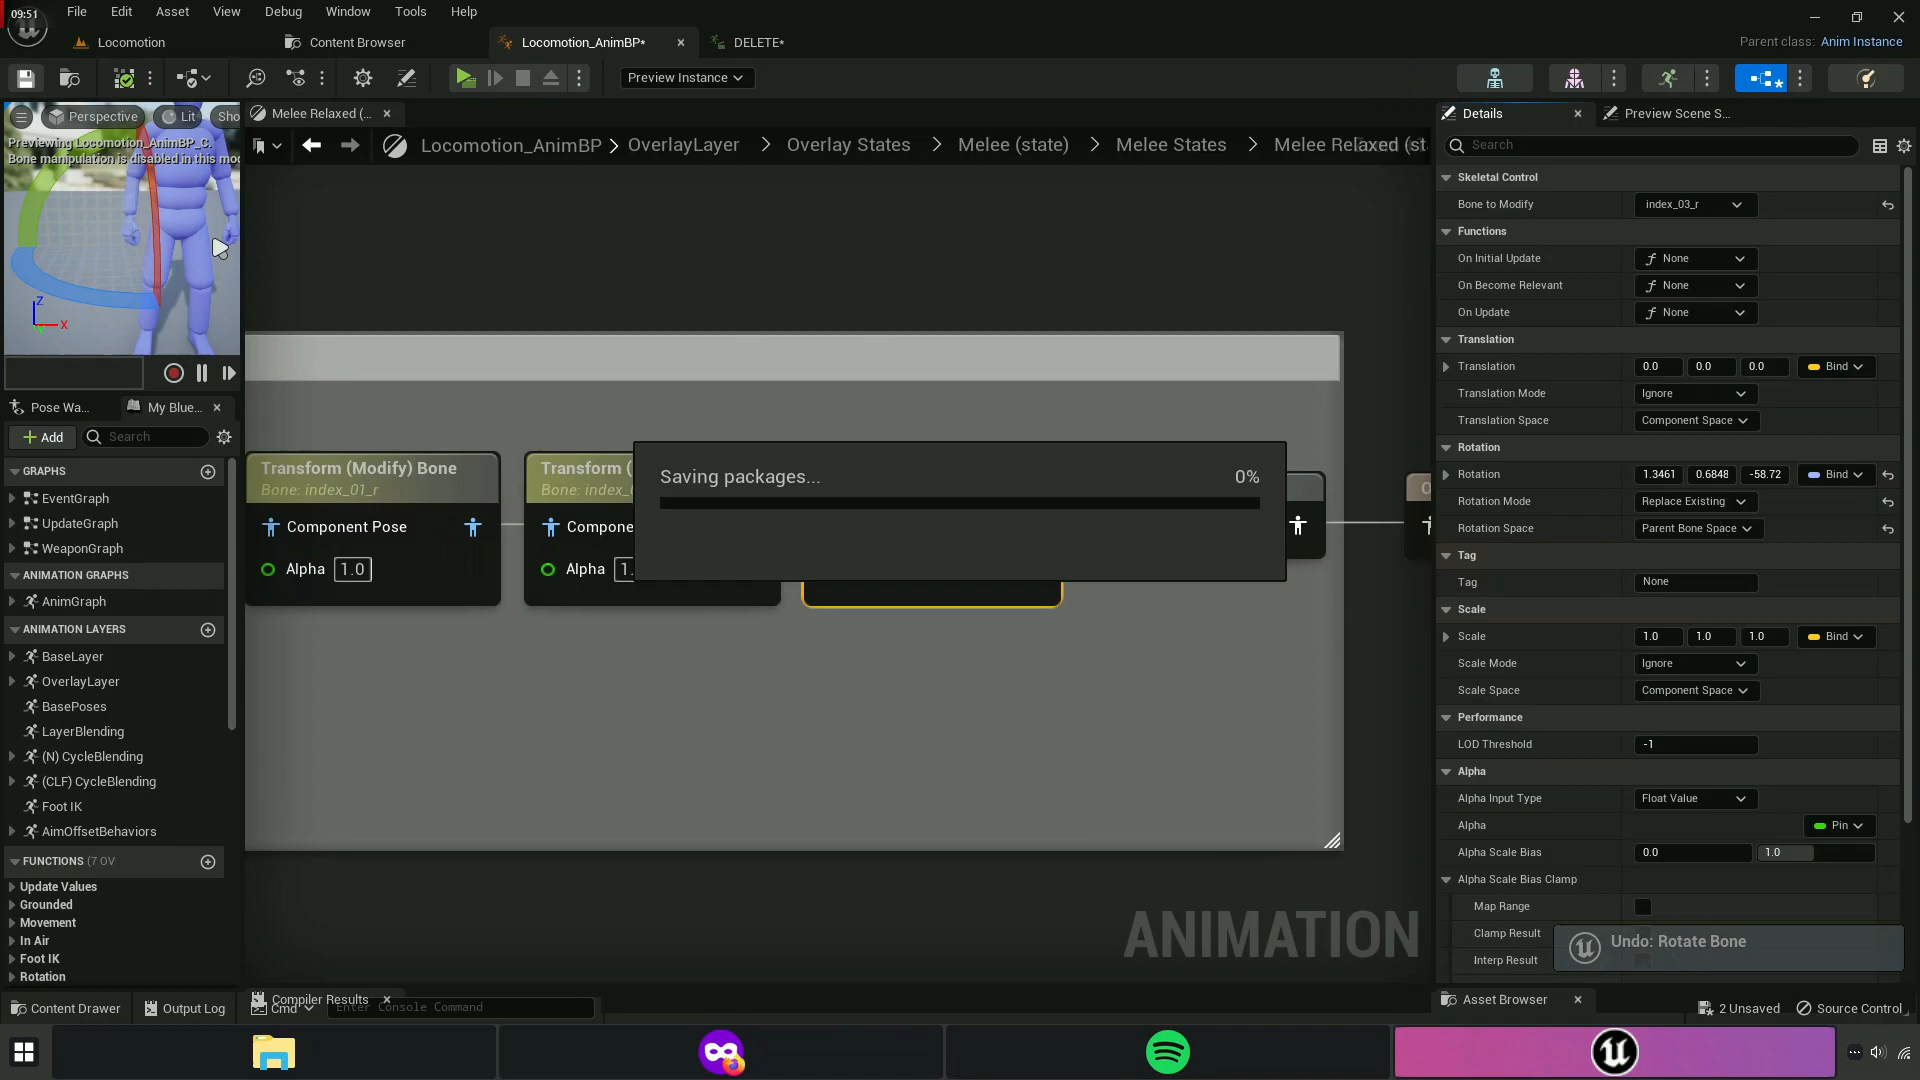 09:51
File Edit Asset View Debug Window Tools Help
Locomotion Content Browser Locomotion_AnimBP* DELETE*
Parent class: Anim Instance
Preview Instance
Perspective Lit Sho
Previewing Locomotion_AnimBP_C.
Bone manipulation is disabled in this mo
Z
X
Melee Relaxed (...
Locomotion_AnimBP > OverlayLayer > Overlay States > Melee (state) > Melee States > Melee Relaxed (st
Pose Wa... My Blue...
Add Search
GRAPHS
EventGraph
UpdateGraph
WeaponGraph
ANIMATION GRAPHS
AnimGraph
ANIMATION LAYERS
BaseLayer
OverlayLayer
BasePoses
LayerBlending
(N) CycleBlending
(CLF) CycleBlending
Foot IK
AimOffsetBehaviors
FUNCTIONS (7 OV
Update Values
Grounded
Movement
In Air
Foot IK
Rotation
Transform (Modify) Bone
Bone: index_01_r
Component Pose
Alpha 1.0
Transform (
Bone: index_
Compone
Alpha 1.
Saving packages... 0%
ANIMATION
Details Preview Scene S...
Search
Skeletal Control
Bone to Modify index_03_r
Functions
On Initial Update None
On Become Relevant None
On Update None
Translation
Translation 0.0 0.0 0.0 Bind
Translation Mode Ignore
Translation Space Component Space
Rotation
Rotation 1.3461 0.6848 -58.72 Bind
Rotation Mode Replace Existing
Rotation Space Parent Bone Space
Tag
Tag None
Scale
Scale 1.0 1.0 1.0 Bind
Scale Mode Ignore
Scale Space Component Space
Performance
LOD Threshold -1
Alpha
Alpha Input Type Float Value
Alpha Pin
Alpha Scale Bias 0.0 1.0
Alpha Scale Bias Clamp
Map Range
Clamp Result
Interp Result
Undo: Rotate Bone
Content Drawer Output Log Compiler Results
Cmd Enter Console Command
Asset Browser
2 Unsaved Source Control